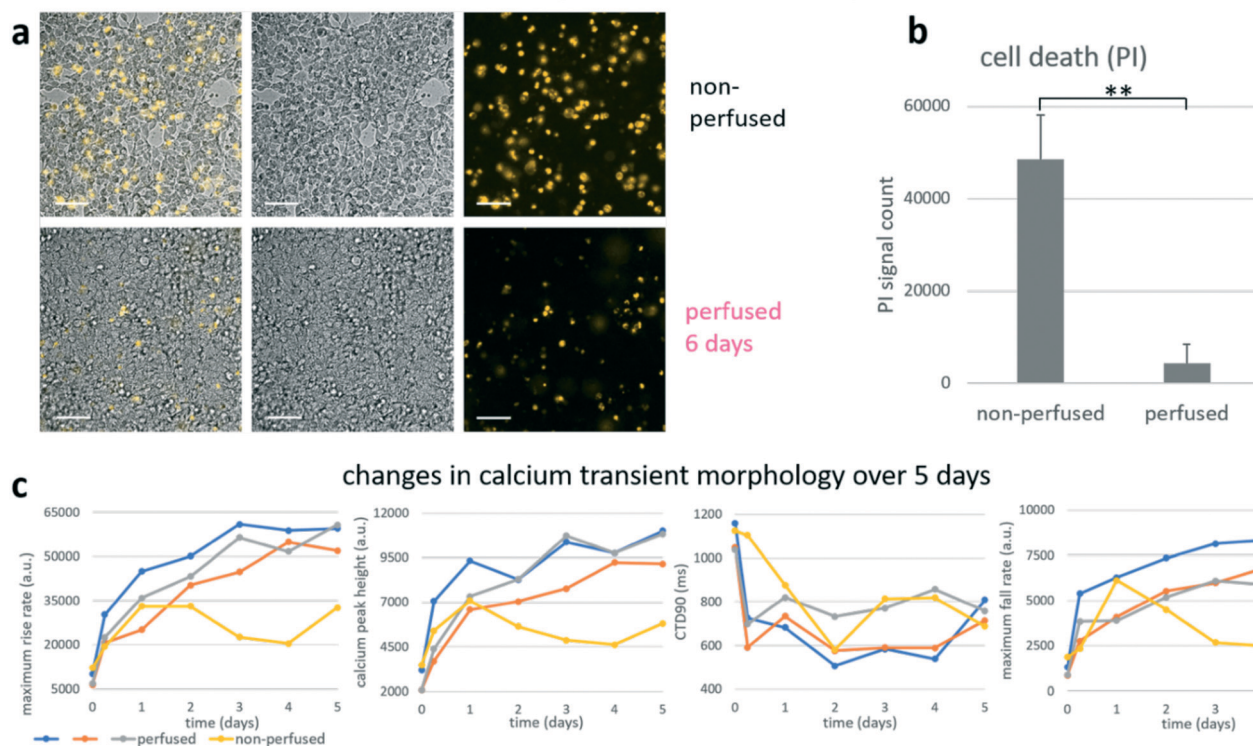 a
non-
perfused
perfused
6 days
b
cell death (PI)
**
60000
40000
20000
0
PI signal count
non-perfused
perfused
c
changes in calcium transient morphology over 5 days
65000
50000
35000
20000
5000
maximum rise rate (a.u.)
0 1 2 3 4 5
time (days)
perfused
non-perfused
12000
9500
7000
4500
2000
calcium peak height (a.u.)
0 1 2 3 4 5
time (days)
1200
1000
800
600
400
CTD90 (ms)
0 1 2 3 4 5
time (days)
10000
7500
5000
2500
0
maximum fall rate (a.u.)
0 1 2 3
time (days)